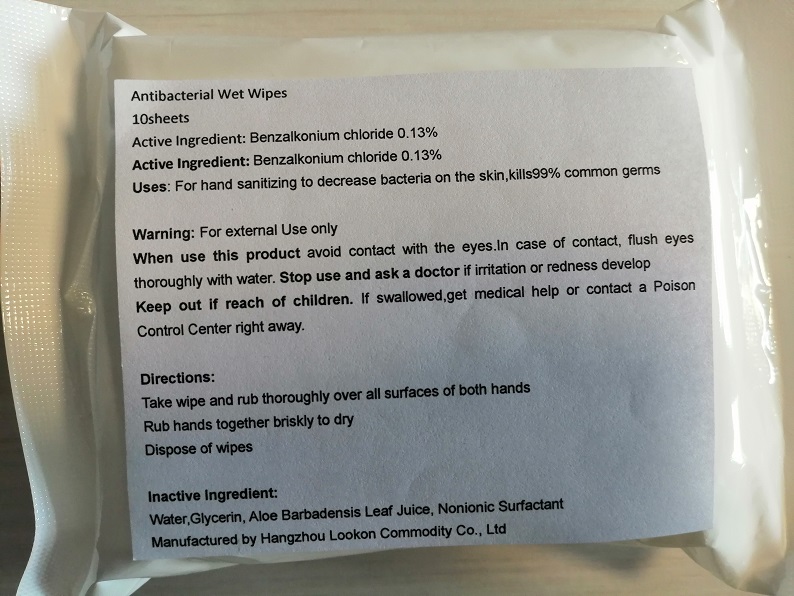 Antibacterial Wet Wipes
10sheets
Active Ingredient: Benzalkonium chloride 0.13%
Active Ingredient: Benzalkonium chloride 0.13%
Uses: For hand sanitizing to decrease bacteria on the skin,kills99% common germs
Warning: For external Use only
When use this product avoid contact with the eyes.In case of contact, flush eyes
thoroughly with water. Stop use and ask a doctor if irritation or redness develop
Keep out if reach of children. If swallowed,get medical help or contact a Poison
Control Center right away.
Directions:
Take wipe and rub thoroughly over all surfaces of both hands
Rub hands together briskly to dry
Dispose of wipes
Inactive Ingredient:
Water,Glycerin, Aloe Barbadensis Leaf Juice, Nonionic Surfactant
Manufactured by Hangzhou Lookon Commodity Co., Ltd